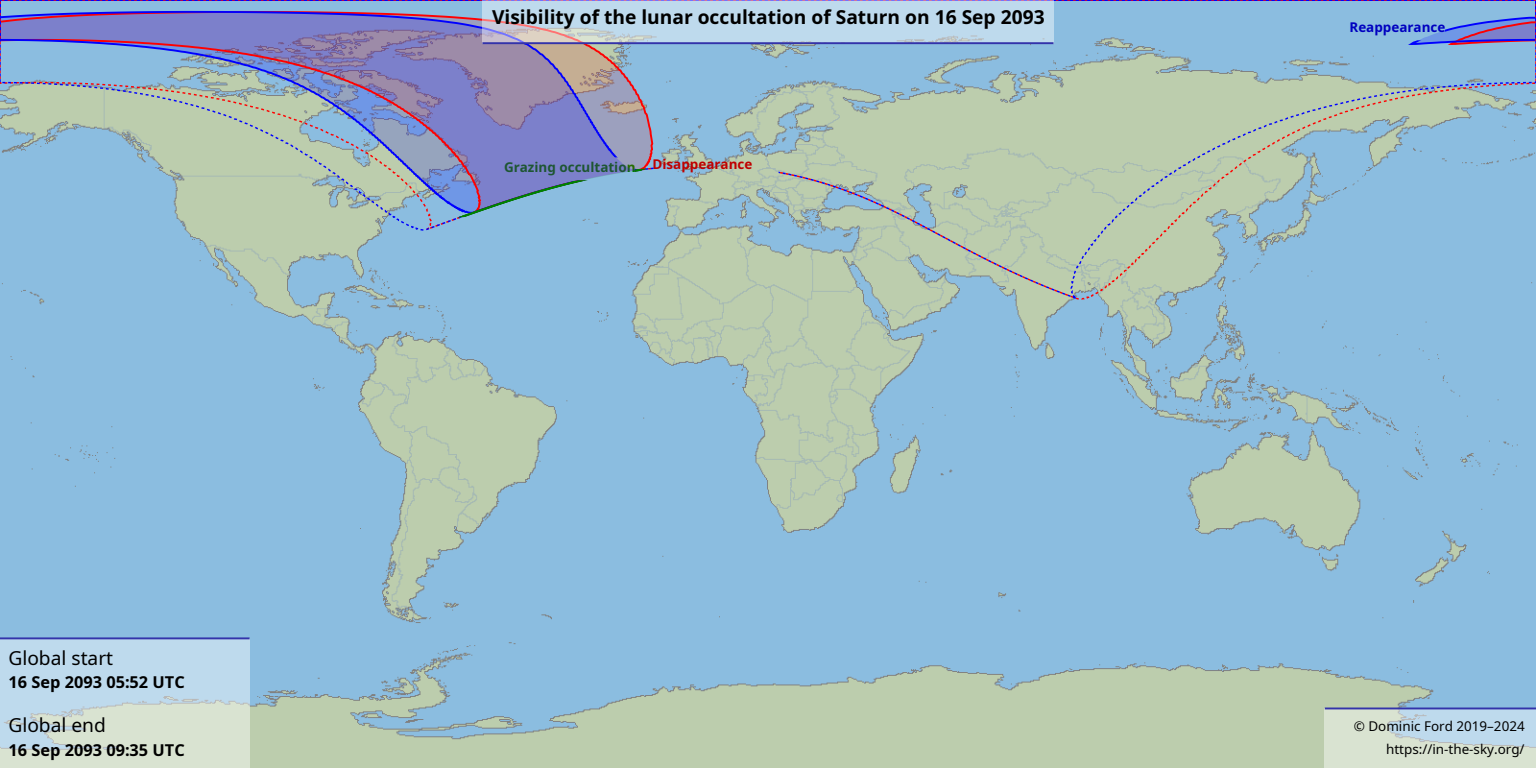 Visibility of the lunar occultation of Saturn on 16 Sep 2093
Reappearance
Grazing occultation
Disappearance
Global start
16 Sep 2093 05:52 UTC
Global end
16 Sep 2093 09:35 UTC
© Dominic Ford 2019–2024
https://in-the-sky.org/